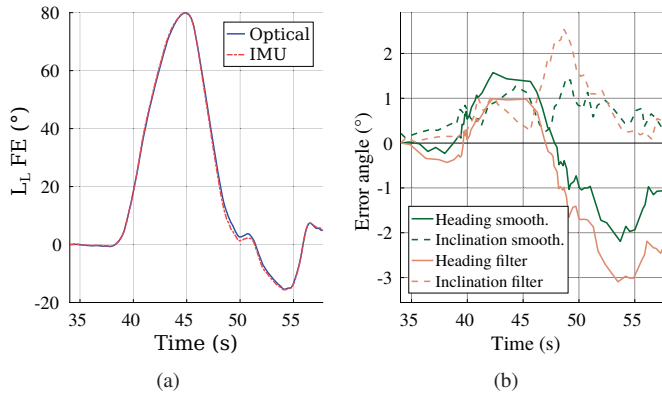 80
60
40
20
0
-20
L_L FE (°)
Optical
IMU
40
45
50
55
Time (s)
(a)
2
1
0
-1
-2
-3
Error angle (°)
Heading smooth.
Inclination smooth.
Heading filter
Inclination filter
35
40
45
50
55
Time (s)
(b)